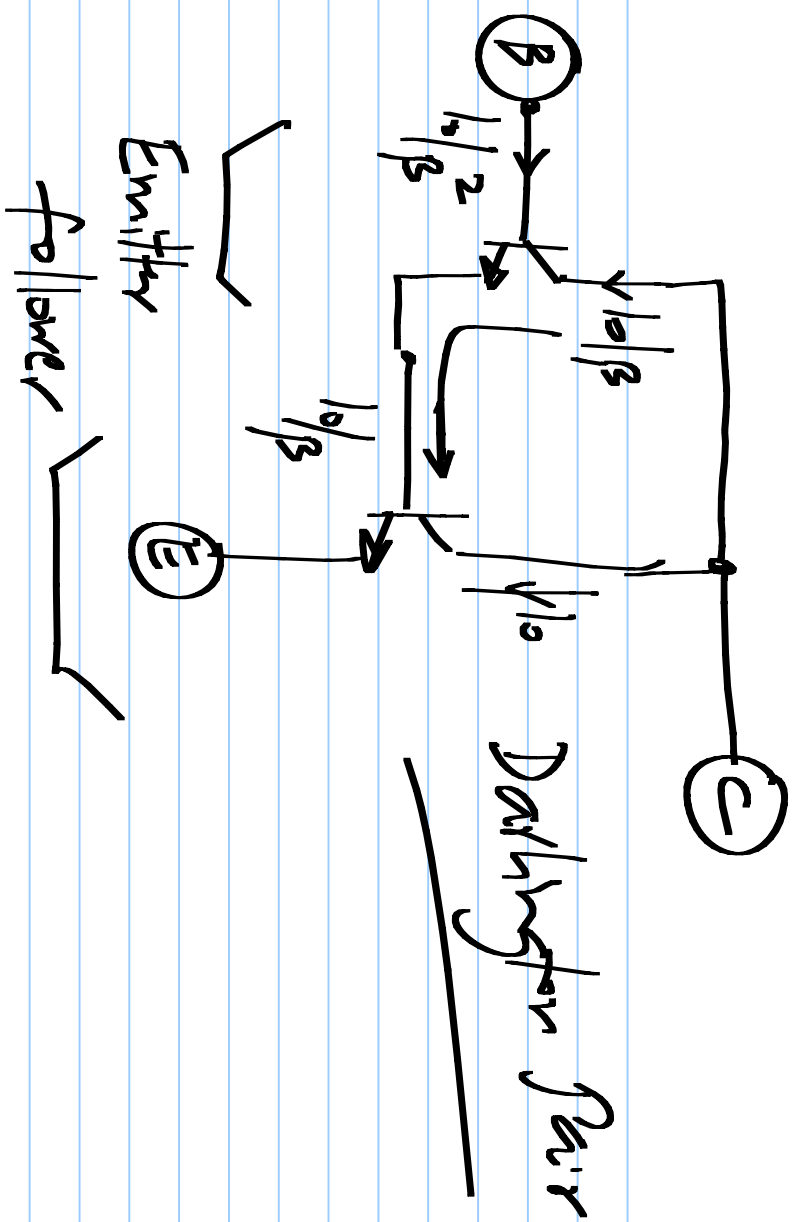 C
I₀/β
I₀
Darlington Pair
B
I₀/β²
I₀/β
E
Emitter
follower